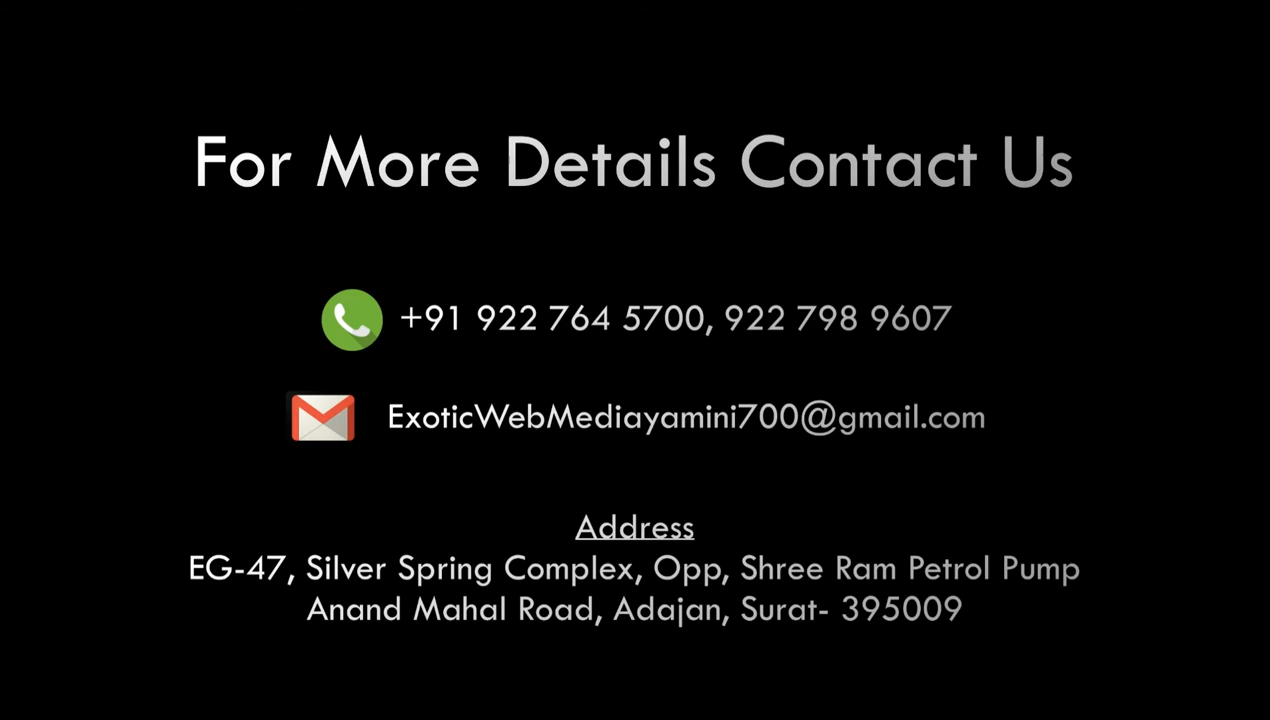 For More Details Contact Us
+91 922 764 5700, 922 798 9607
ExoticWebMediayamini700@gmail.com
Address
EG-47, Silver Spring Complex, Opp, Shree Ram Petrol Pump
Anand Mahal Road, Adajan, Surat- 395009